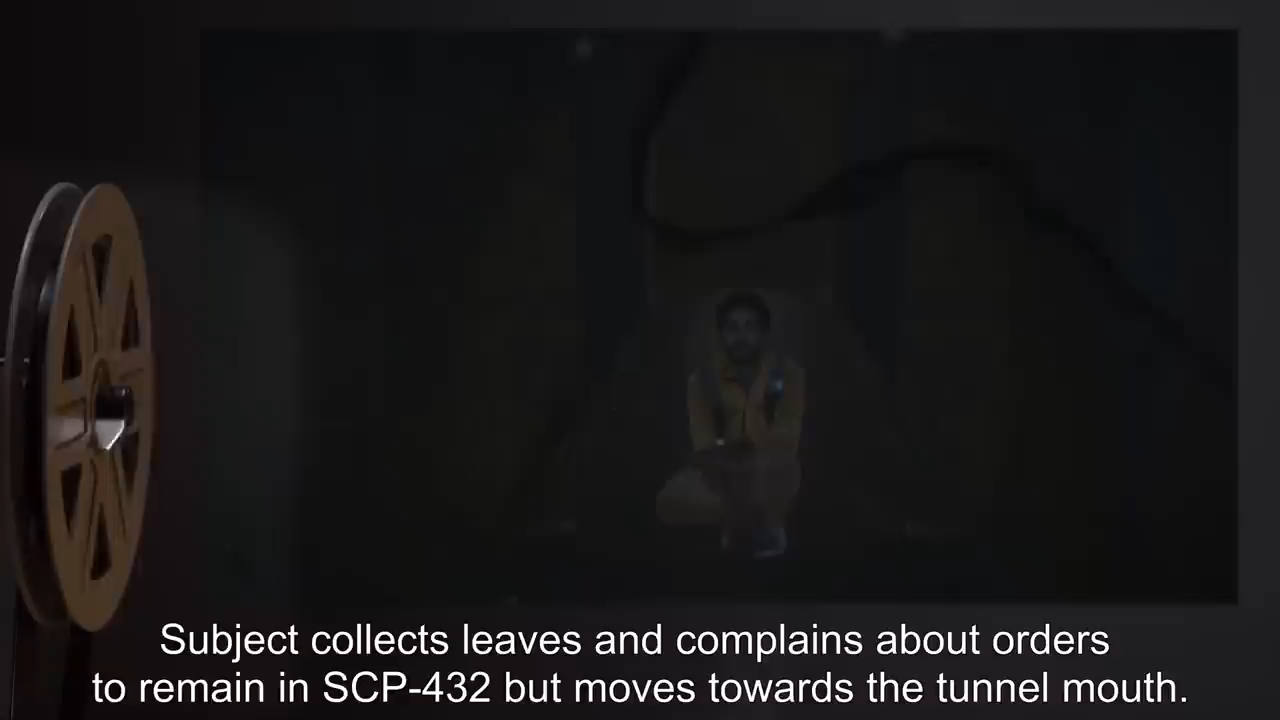 Subject collects leaves and complains about orders
to remain in SCP-432 but moves towards the tunnel mouth.